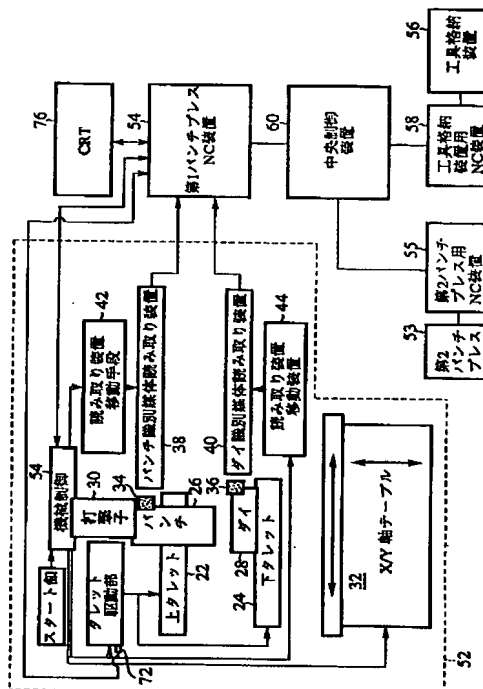 スタート釦
54
機械制御
タレット
駆動部
72
30
打撃子
34
パンチ
26
上タレット
22
36
ダイ
28
下タレット
24
32
X/Y 軸テーブル
52
42
読み取り装置
移動手段
パンチ識別媒体読み取り装置
38
ダイ識別媒体読み取り装置
40
44
読み取り装置
移動装置
76
CRT
54
第1パンチプレス
NC装置
60
中央制御
装置
55
第2パンチ
プレス用
NC装置
53
第2
パンチプレス
58
工具格納
装置用
NC装置
56
工具格納
装置